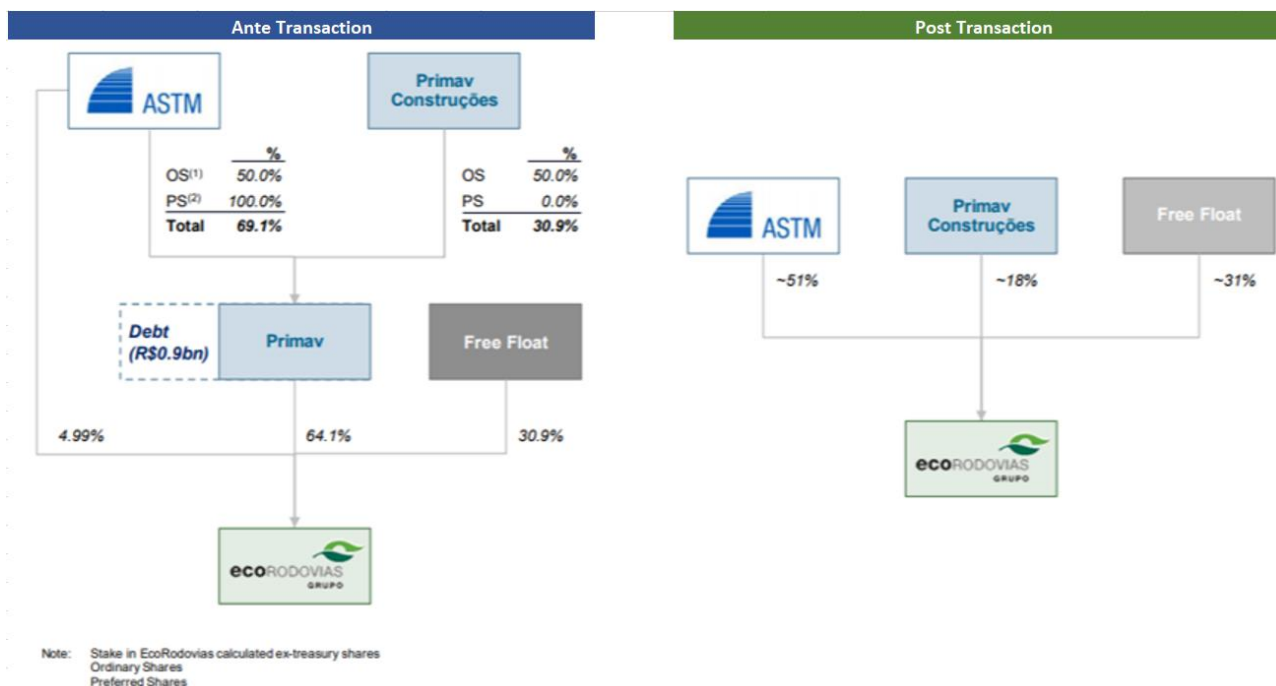 Ante Transaction
ASTM
Primav
Construções
%
OS(1) 50.0%
PS(2) 100.0%
Total 69.1%
%
OS 50.0%
PS 0.0%
Total 30.9%
Debt
(R$0.9bn)
Primav
Free Float
4.99%
64.1%
30.9%
ecoRODOVIAS
GRUPO
Note: Stake in EcoRodovias calculated ex-treasury shares
Ordinary Shares
Preferred Shares
Post Transaction
ASTM
Primav
Construções
Free Float
~51%
~18%
~31%
ecoRODOVIAS
GRUPO